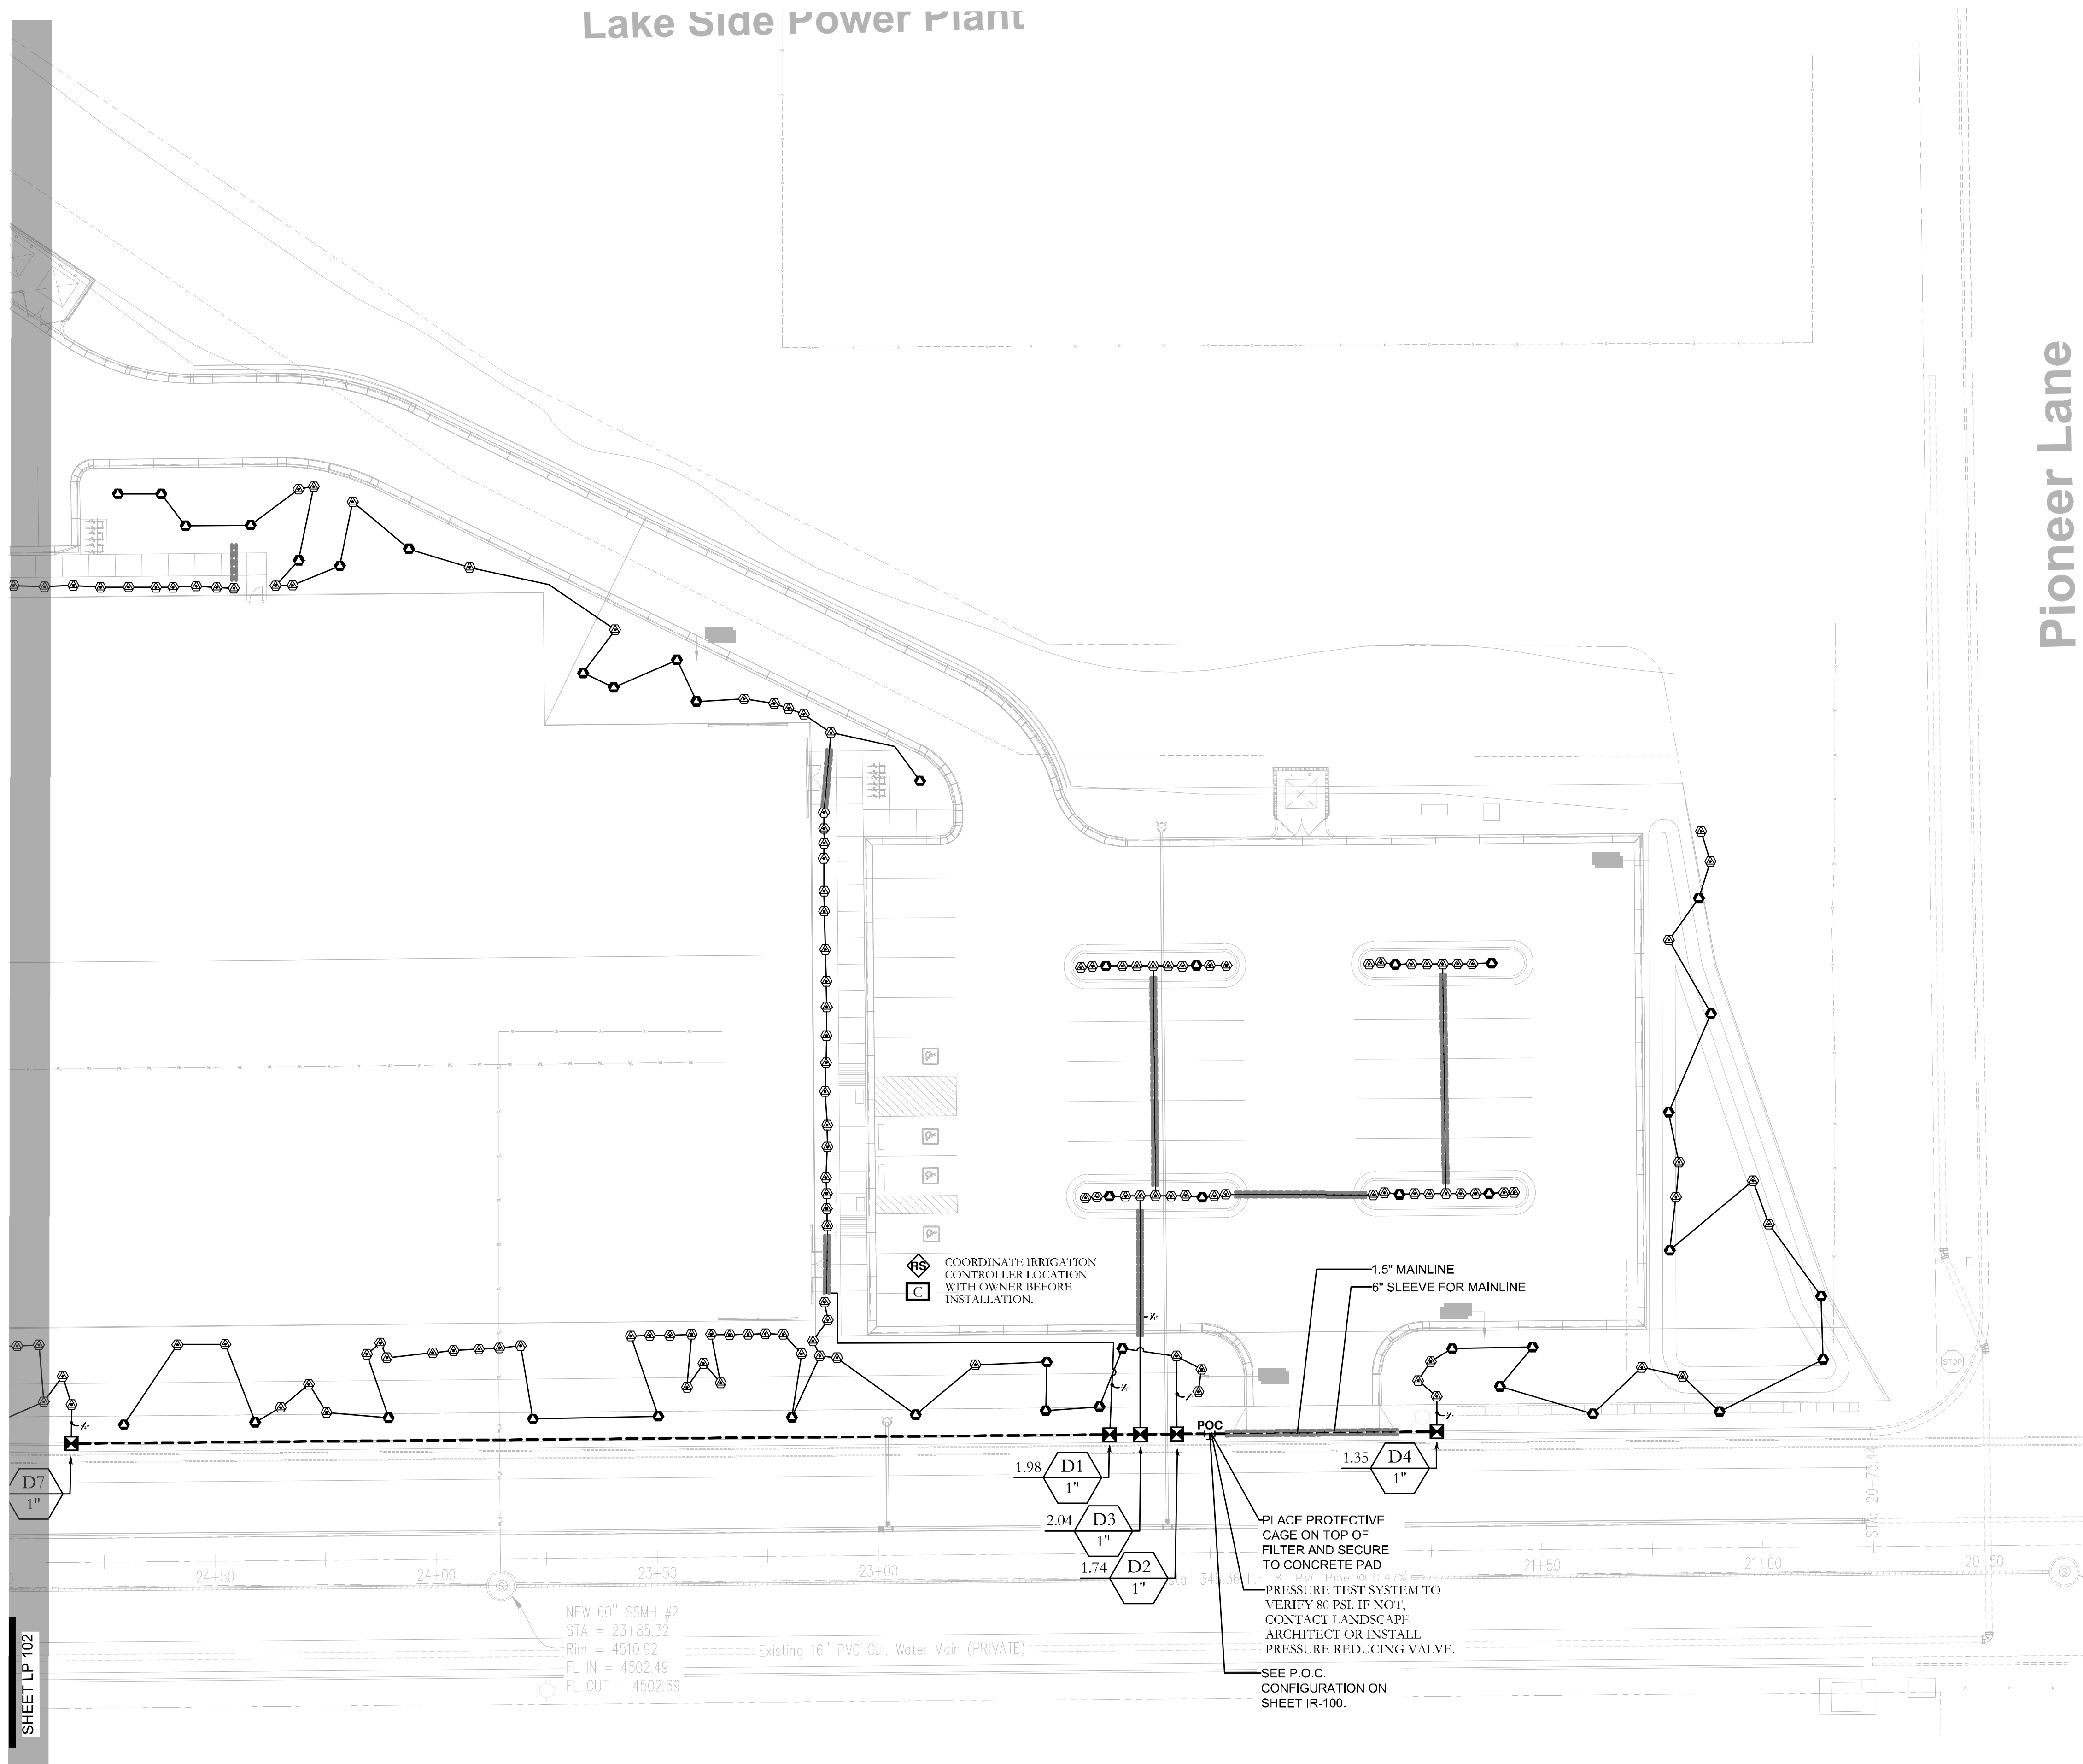 Lake Side Power Plant
Pioneer Lane
RS
C
COORDINATE IRRIGATION
CONTROLLER LOCATION
WITH OWNER BEFORE
INSTALLATION.
1.5" MAINLINE
6" SLEEVE FOR MAINLINE
STOP
POC
D7
1"
1.98
D1
1"
2.04
D3
1"
1.74
D2
1"
1.35
D4
1"
PLACE PROTECTIVE
CAGE ON TOP OF
FILTER AND SECURE
TO CONCRETE PAD
PRESSURE TEST SYSTEM TO
VERIFY 80 PSI. IF NOT,
CONTACT LANDSCAPE
ARCHITECT OR INSTALL
PRESSURE REDUCING VALVE.
SEE P.O.C.
CONFIGURATION ON
SHEET IR-100.
24+50
24+00
23+50
23+00
21+50
21+00
20+50
NEW 60" SSMH #2
STA = 23+85.32
Rim = 4510.92
FL IN = 4502.49
FL OUT = 4502.39
Existing 16" PVC Cul. Water Main (PRIVATE)
S
S
SHEET LP 102